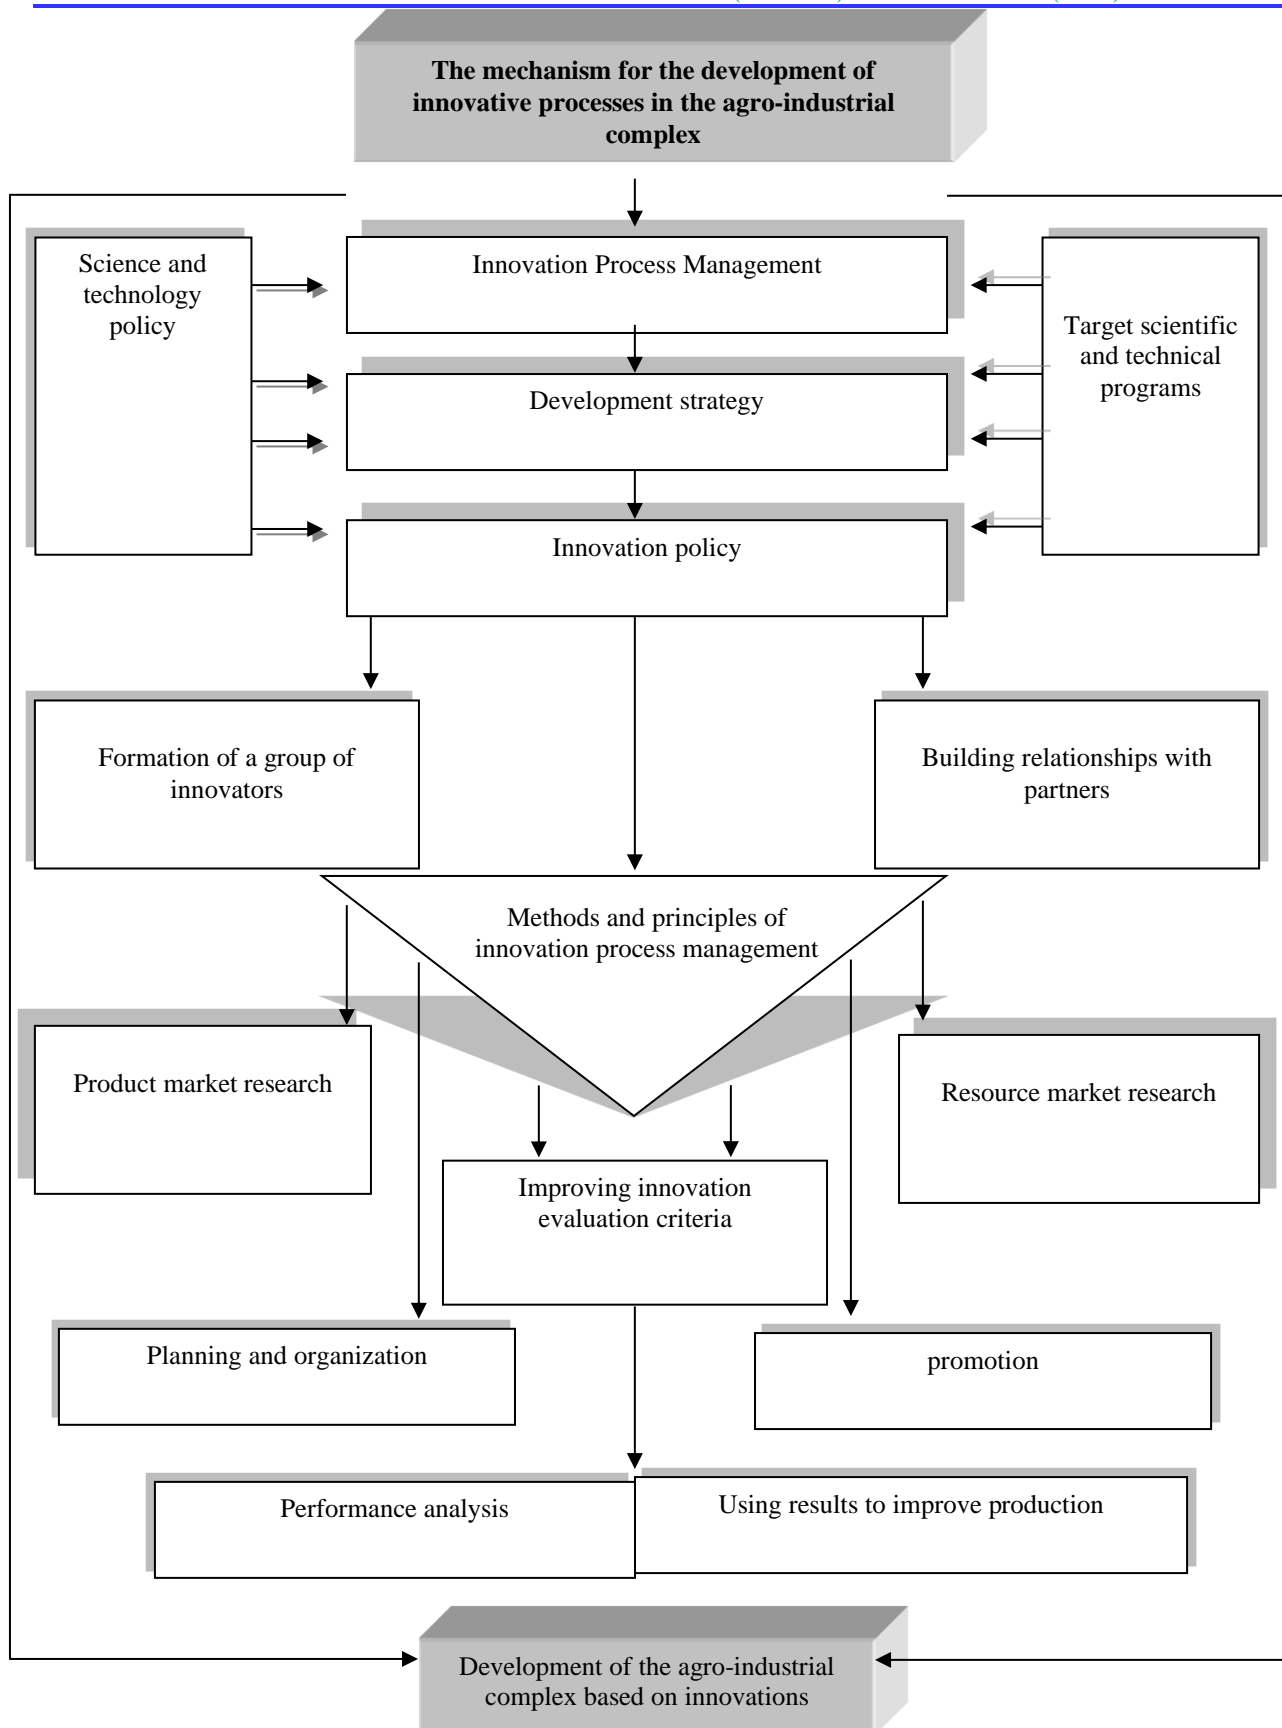 The mechanism for the development of
innovative processes in the agro-industrial
complex
Science and
technology
policy
Innovation Process Management
Target scientific
and technical
programs
Development strategy
Innovation policy
Formation of a group of
innovators
Building relationships with
partners
Methods and principles of
innovation process management
Product market research
Resource market research
Improving innovation
evaluation criteria
Planning and organization
promotion
Performance analysis
Using results to improve production
Development of the agro-industrial
complex based on innovations